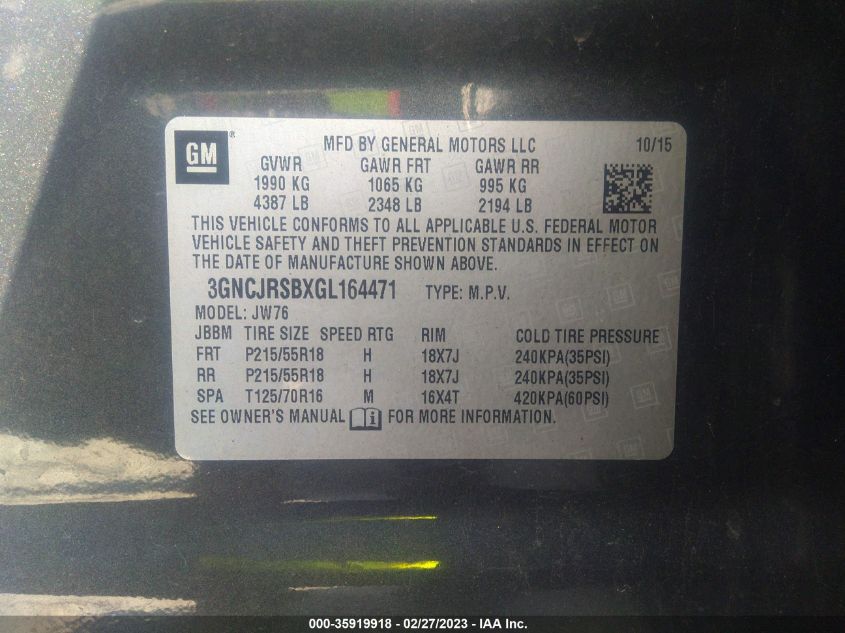 GM ® MFD BY GENERAL MOTORS LLC 10/15
GVWR GAWR FRT GAWR RR
1990 KG 1065 KG 995 KG
4387 LB 2348 LB 2194 LB
THIS VEHICLE CONFORMS TO ALL APPLICABLE U.S. FEDERAL MOTOR
VEHICLE SAFETY AND THEFT PREVENTION STANDARDS IN EFFECT ON
THE DATE OF MANUFACTURE SHOWN ABOVE.
3GNCJRSBXGL164471 TYPE: M.P.V.
MODEL: JW76
JBBM TIRE SIZE SPEED RTG RIM COLD TIRE PRESSURE
FRT P215/55R18 H 18X7J 240KPA(35PSI)
RR P215/55R18 H 18X7J 240KPA(35PSI)
SPA T125/70R16 M 16X4T 420KPA(60PSI)
SEE OWNER'S MANUAL FOR MORE INFORMATION.
000-35919918 - 02/27/2023 - IAA Inc.